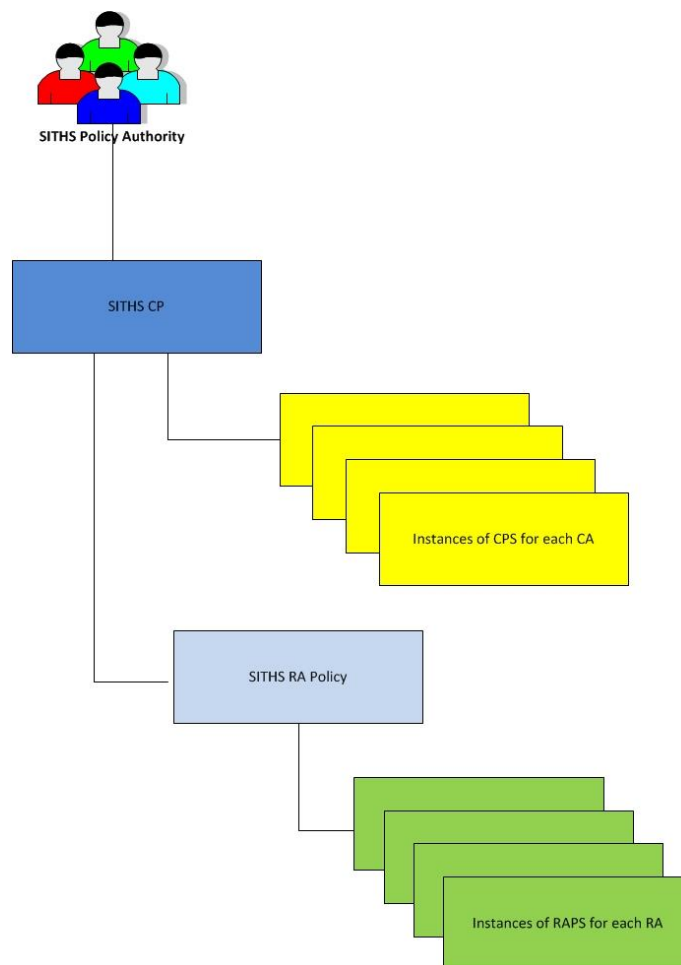 SITHS Policy Authority
SITHS CP
Instances of CPS for each CA
SITHS RA Policy
Instances of RAPS for each RA